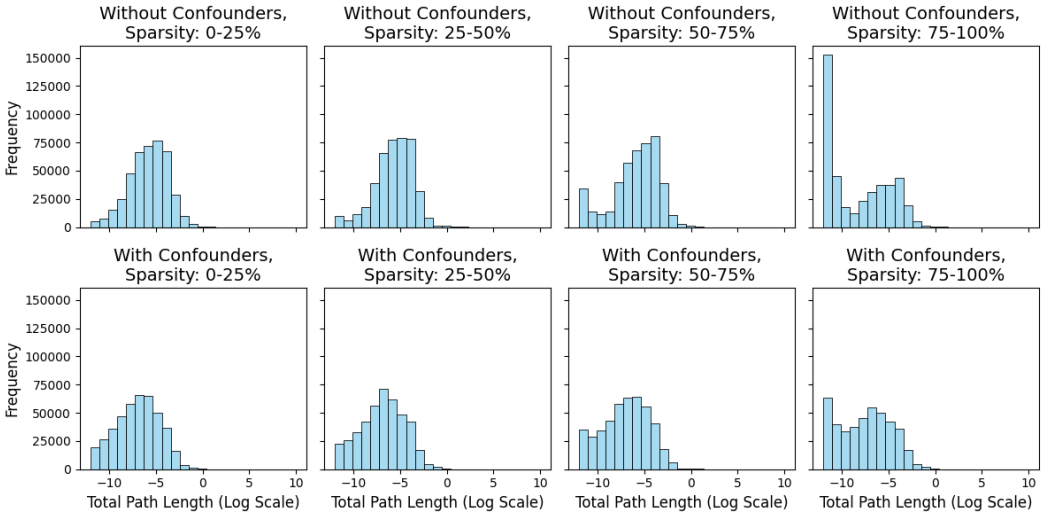 Without Confounders,
Sparsity: 0-25%
Without Confounders,
Sparsity: 25-50%
Without Confounders,
Sparsity: 50-75%
Without Confounders,
Sparsity: 75-100%
150000
125000
100000
75000
50000
25000
0
Frequency
With Confounders,
Sparsity: 0-25%
With Confounders,
Sparsity: 25-50%
With Confounders,
Sparsity: 50-75%
With Confounders,
Sparsity: 75-100%
150000
125000
100000
75000
50000
25000
0
Frequency
−10 −5 0 5 10
−10 −5 0 5 10
−10 −5 0 5 10
−10 −5 0 5 10
Total Path Length (Log Scale)
Total Path Length (Log Scale)
Total Path Length (Log Scale)
Total Path Length (Log Scale)